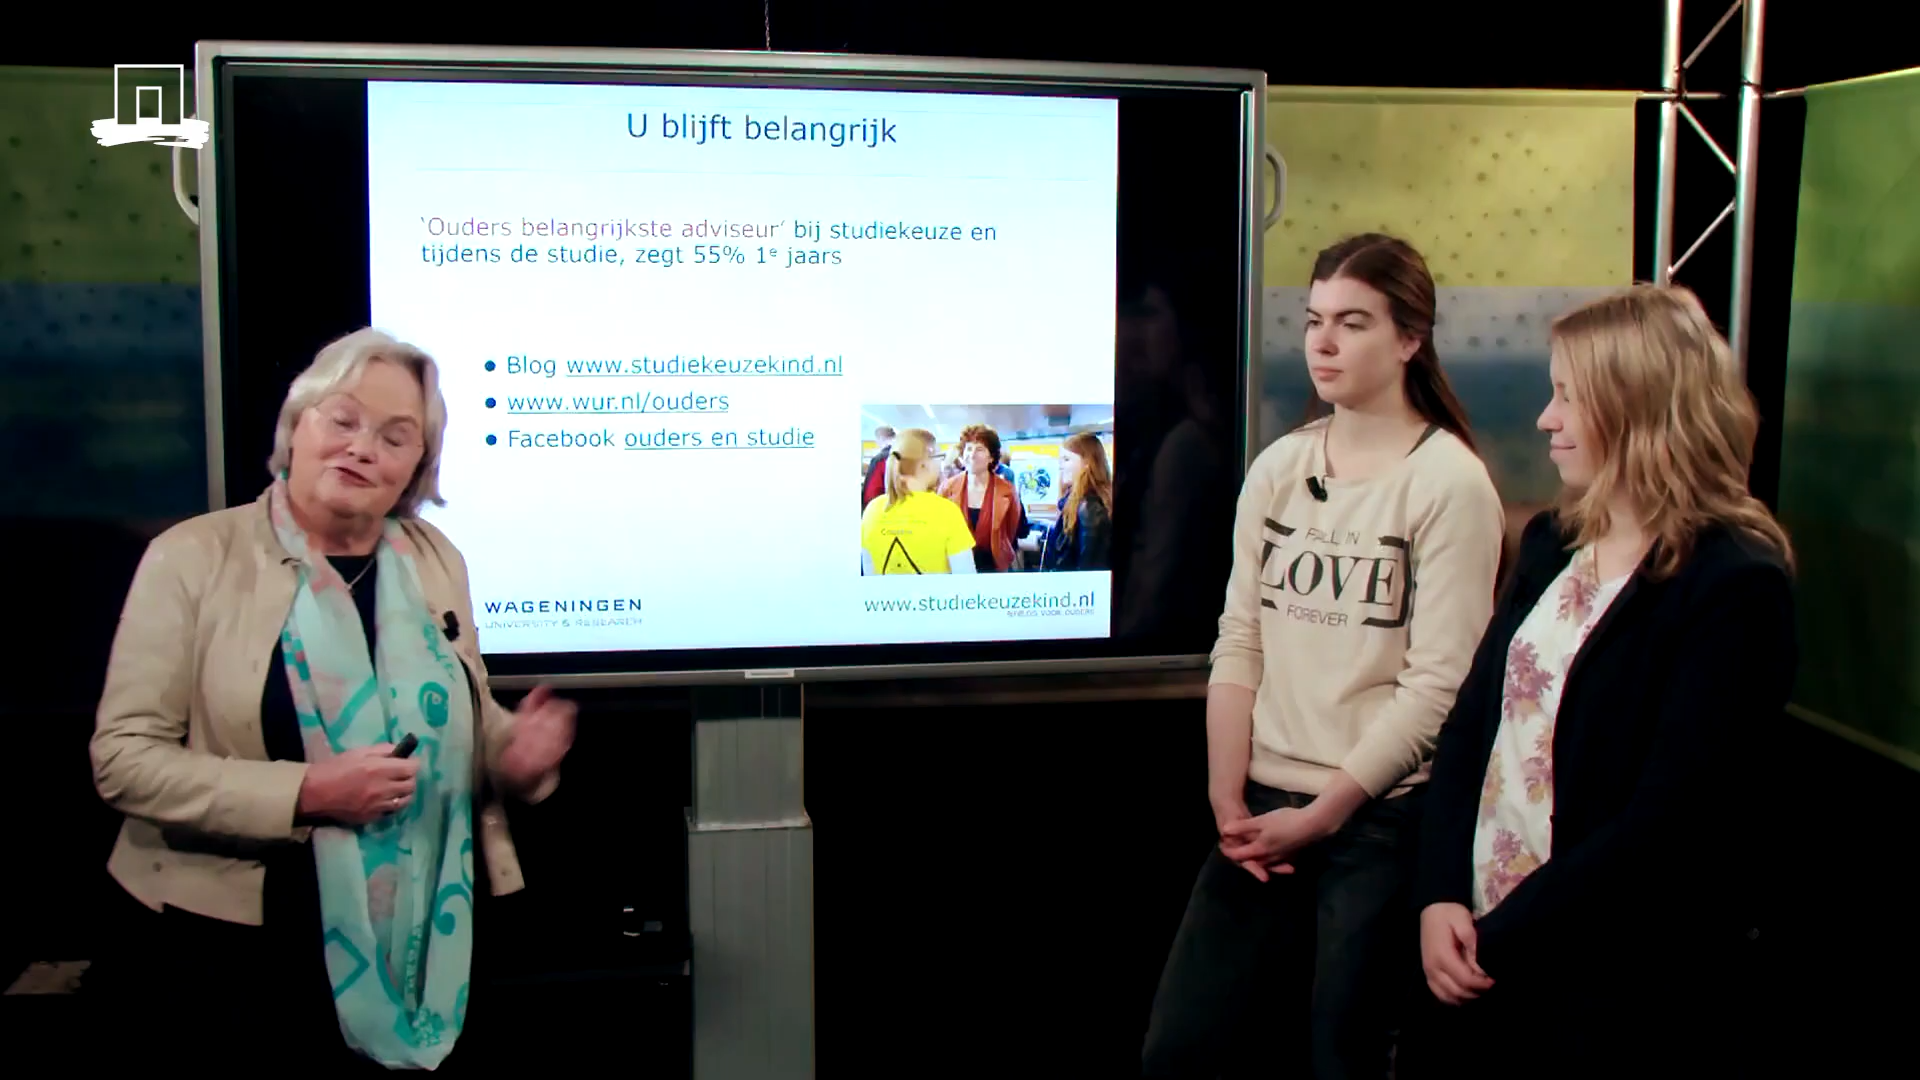 U blijft belangrijk
‘Ouders belangrijkste adviseur’ bij studiekeuze en
tijdens de studie, zegt 55% 1e jaars
• Blog www.studiekeuzekind.nl
• www.wur.nl/ouders
• Facebook ouders en studie
WAGENINGEN
UNIVERSITY & RESEARCH
www.studiekeuzekind.nl
FALL IN
LOVE
FOREVER